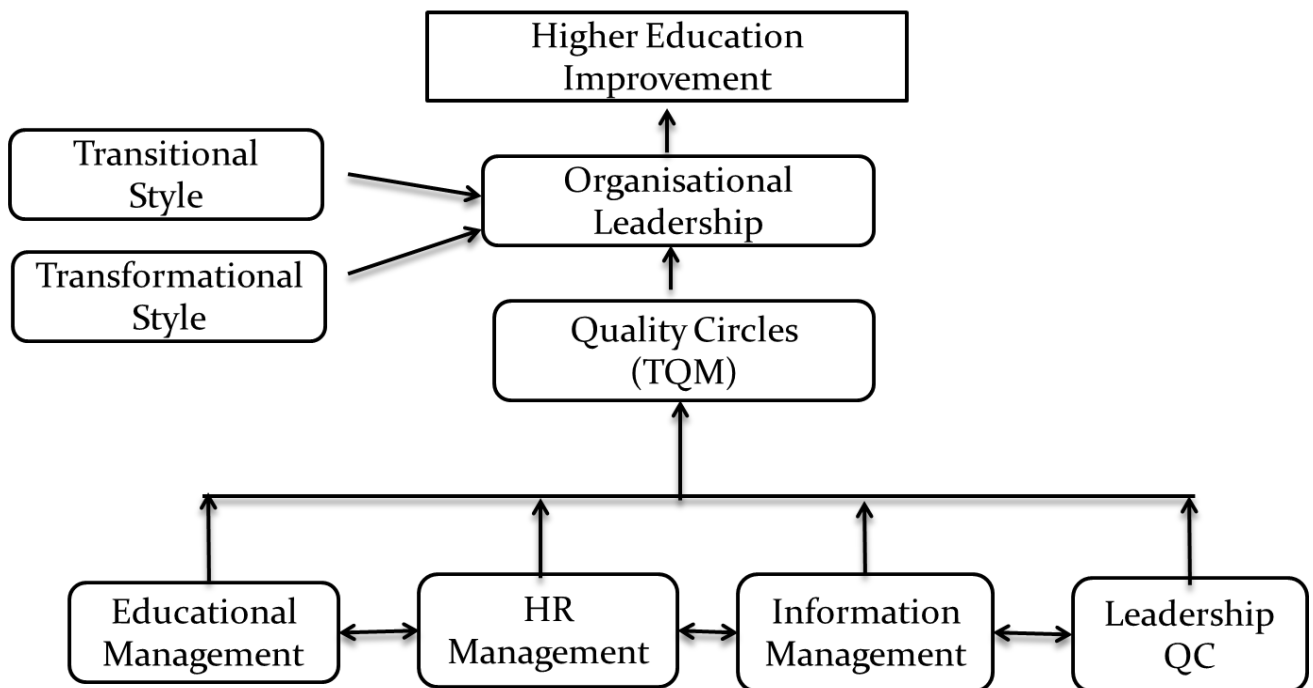 Higher Education
Improvement
Transitional
Style
Organisational
Leadership
Transformational
Style
Quality Circles
(TQM)
Educational
Management
HR
Management
Information
Management
Leadership
QC